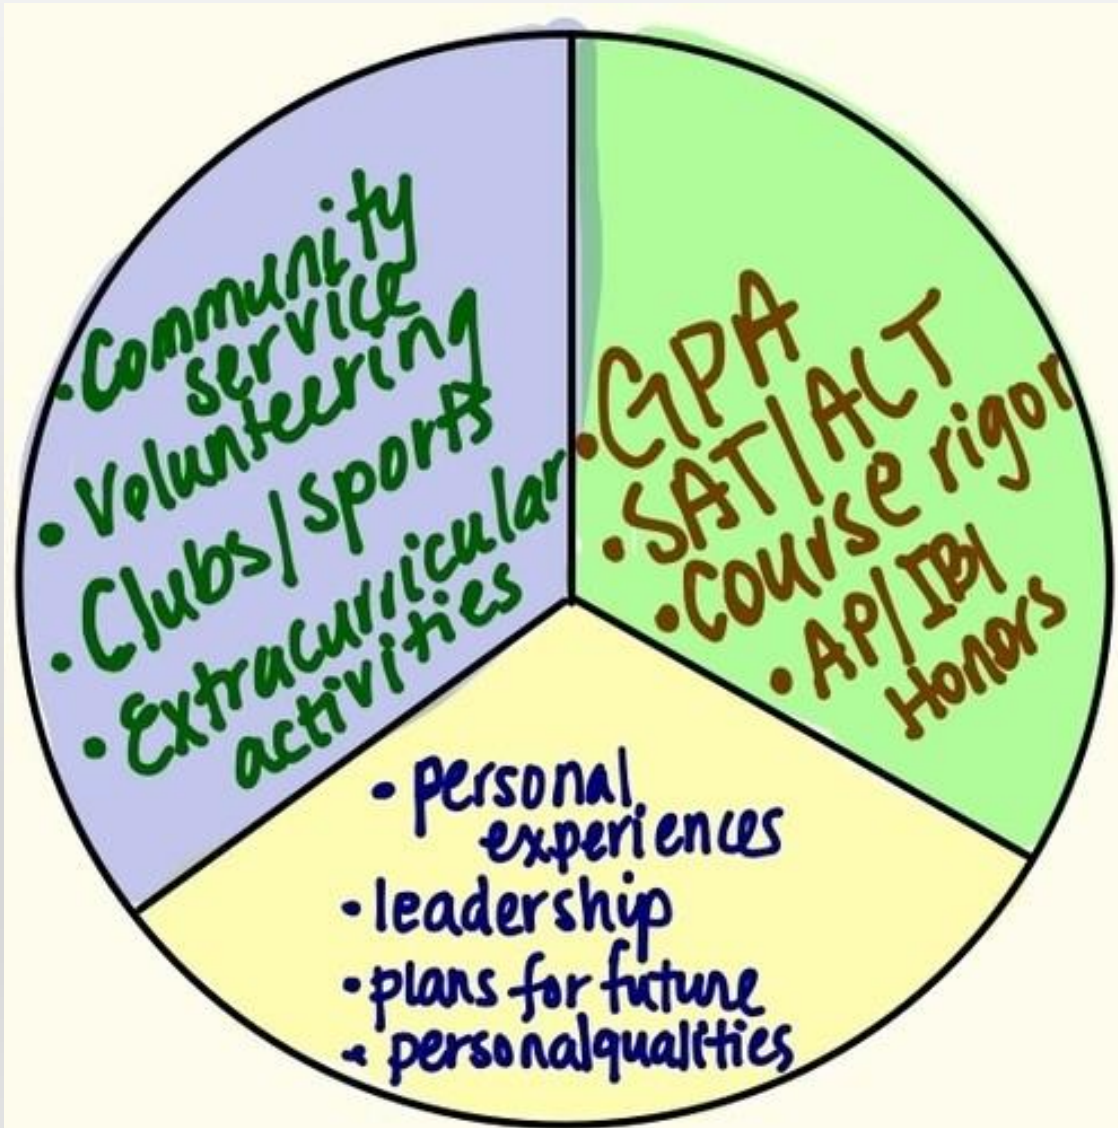 • Community
service
• Volunteering
• Clubs/sports
• Extracurricular
activities
• GPA
• SAT/ACT
• Course rigor
• AP/IB/
Honors
• personal
experiences
• leadership
• plans for future
• personalqualities